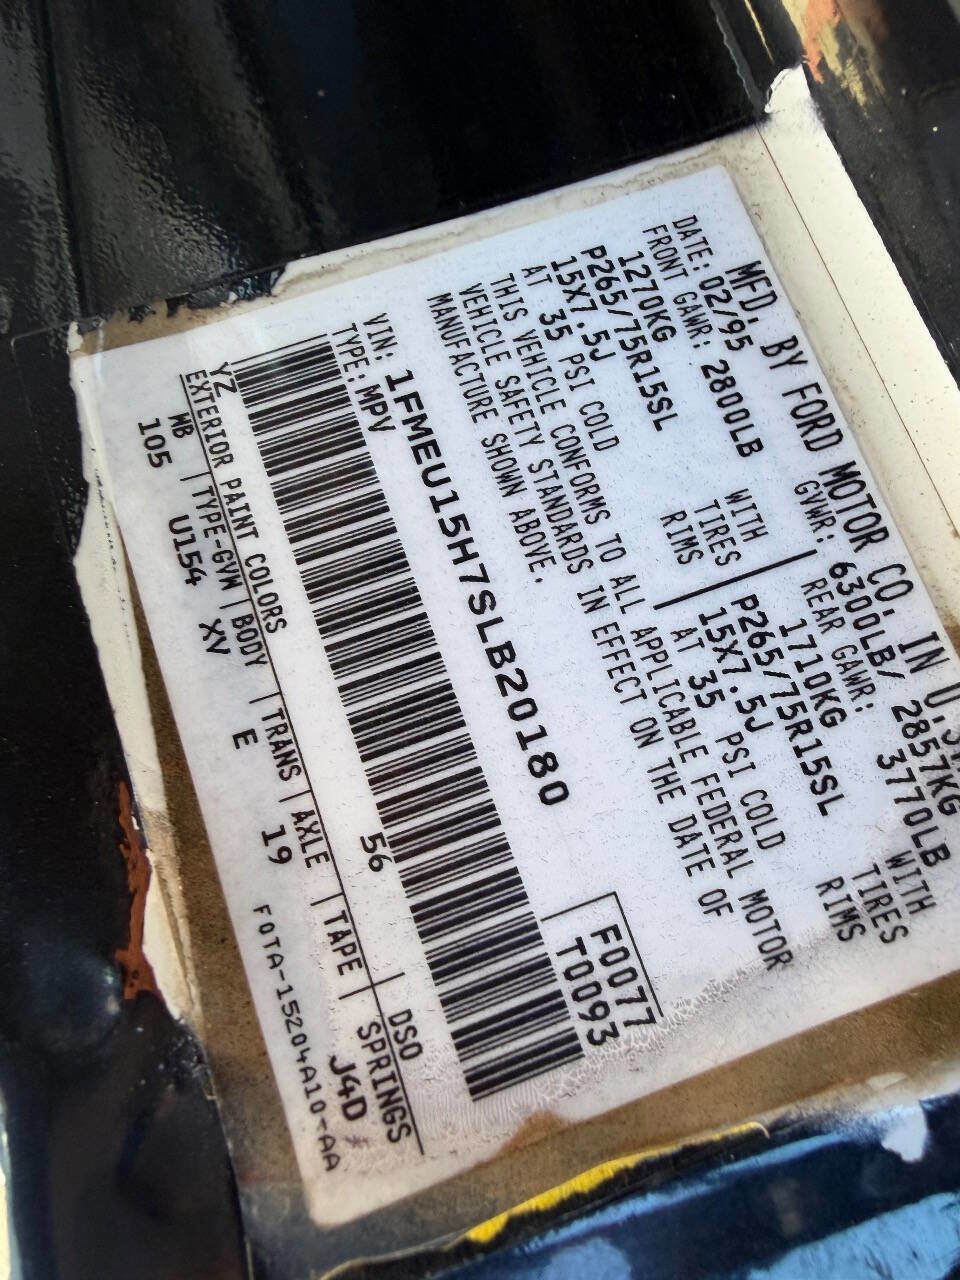 MFD. BY FORD MOTOR CO. IN U.S.
DATE: 02/95 GVWR: 6300LB/ 2857KG
FRONT GAWR: 2800LB REAR GAWR: 3770LB
1270KG WITH 1710KG WITH
P265/75R15SL TIRES P265/75R15SL TIRES
15X7.5J RIMS 15X7.5J RIMS
AT 35 PSI COLD AT 35 PSI COLD
THIS VEHICLE CONFORMS TO ALL APPLICABLE FEDERAL MOTOR
VEHICLE SAFETY STANDARDS IN EFFECT ON THE DATE OF
MANUFACTURE SHOWN ABOVE.
VIN: 1FMEU15H7SLB20180 F0077
TYPE: MPV T0093
YZ 56
EXTERIOR PAINT COLORS DSO
WB | TYPE-GVW | BODY | TRANS | AXLE | TAPE | SPRINGS
105 U154 XV E 19 J4D
F0TA-15204A10-AA